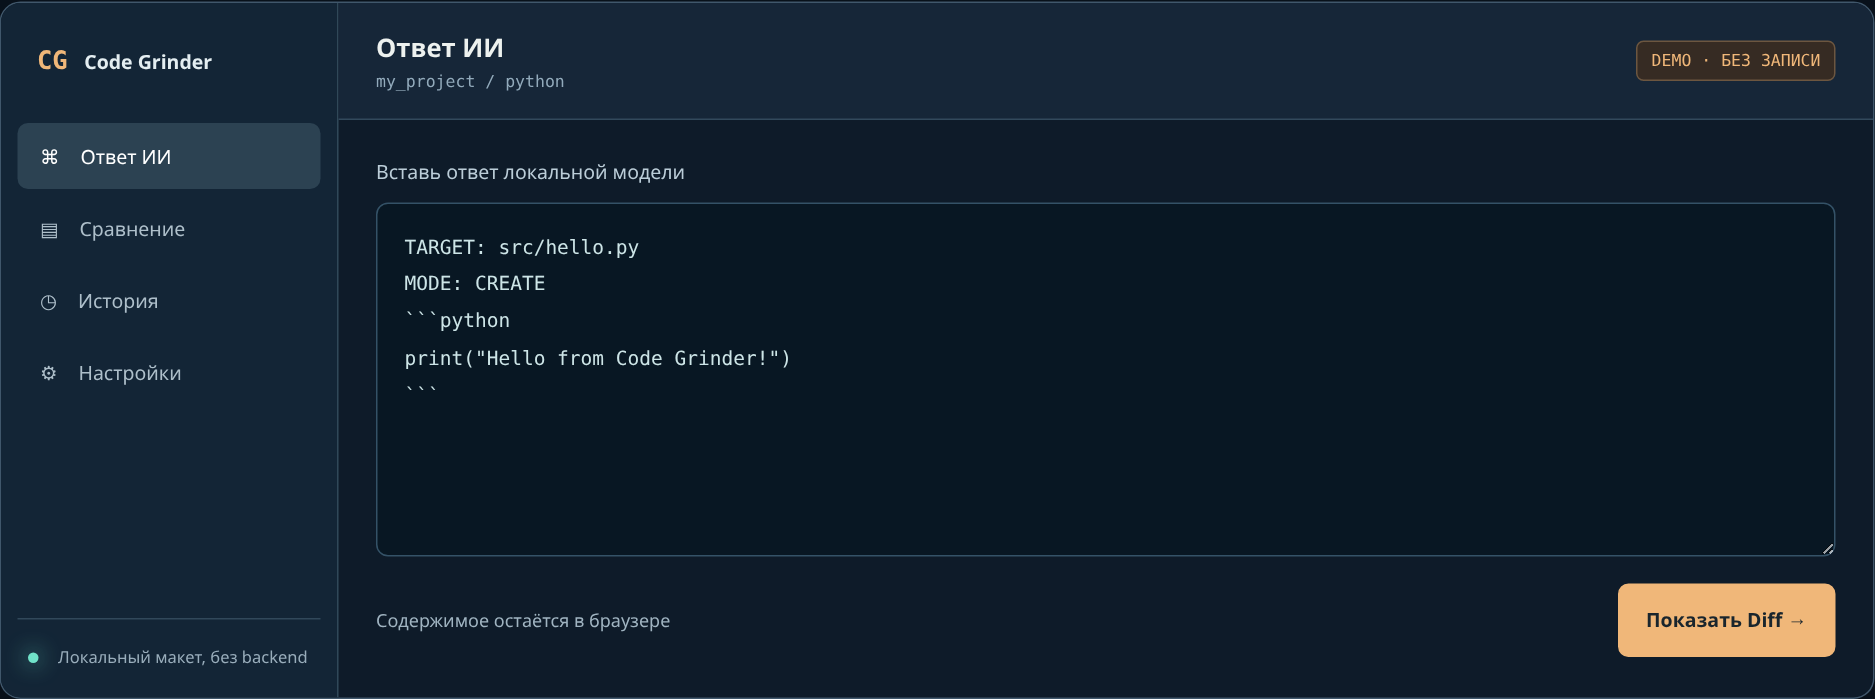 CG Code Grinder
⌘ Ответ ИИ
▤ Сравнение
◷ История
⚙ Настройки
Локальный макет, без backend
Ответ ИИ
my_project / python
DEMO · БЕЗ ЗАПИСИ
Вставь ответ локальной модели
TARGET: src/hello.py
MODE: CREATE
```python
print("Hello from Code Grinder!")
```
Содержимое остаётся в браузере
Показать Diff →